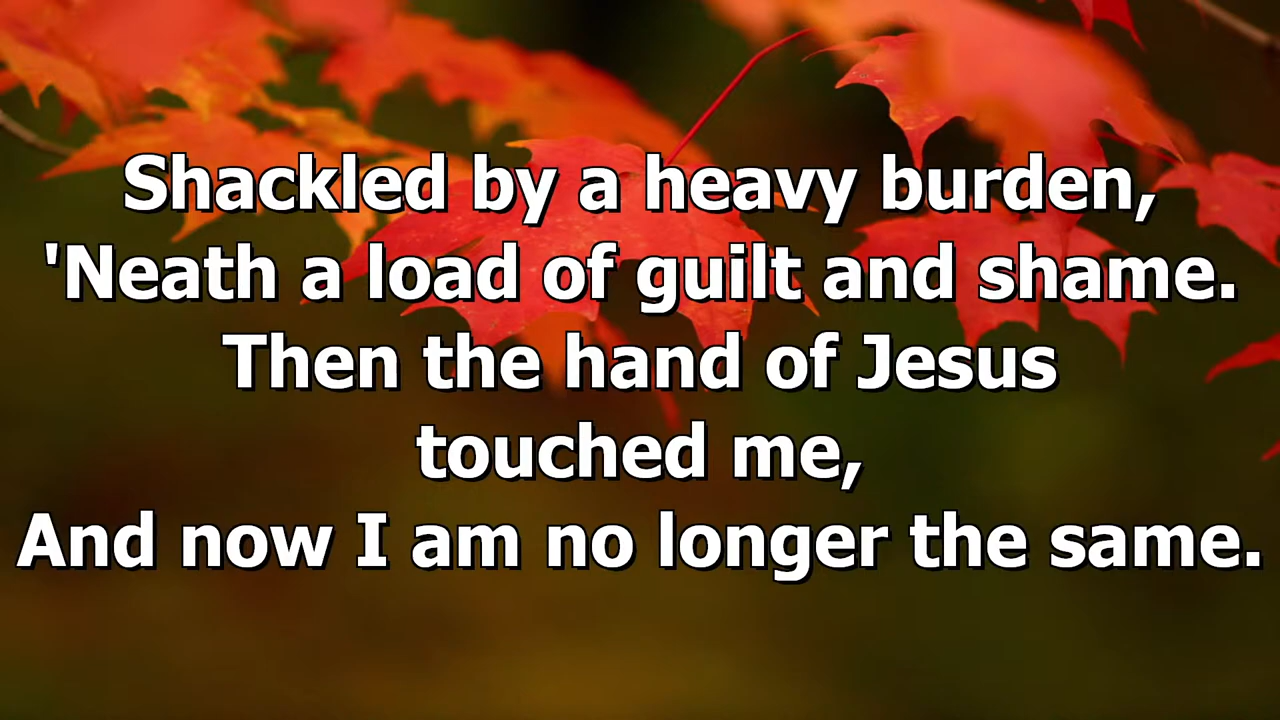 Shackled by a heavy burden,
'Neath a load of guilt and shame.
Then the hand of Jesus
touched me,
And now I am no longer the same.